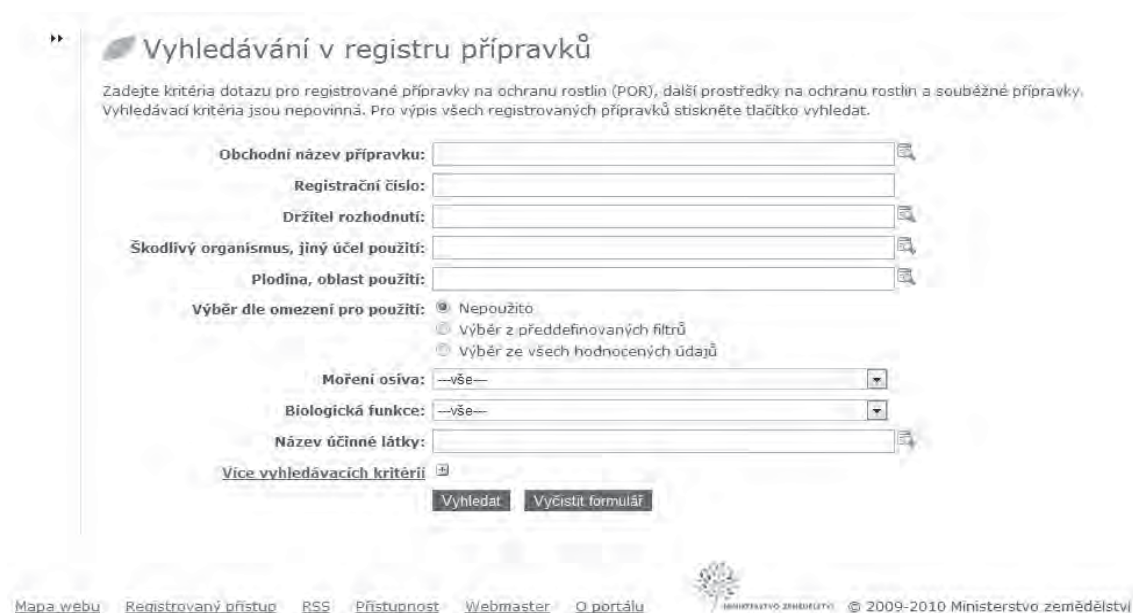 Vyhledávání v registru přípravků
Zadejte kritéria dotazu pro registrované přípravky na ochranu rostlin (POR), další prostředky na ochranu rostlin a souběžné přípravky.
Vyhledávací kritéria jsou nepovinná. Pro výpis všech registrovaných přípravků stiskněte tlačítko vyhledat.
Obchodní název přípravku:
Registrační číslo:
Držitel rozhodnutí:
Škodlivý organismus, jiný účel použití:
Plodina, oblast použití:
Výběr dle omezení pro použití: Nepoužito
Výběr z předdefinovaných filtrů
Výběr ze všech hodnocených údajů
Moření osiva: ---vše---
Biologická funkce: ---vše---
Název účinné látky:
Více vyhledávacích kritérií
Vyhledat Vyčistit formulář
Mapa webu Registrovaný přístup RSS Přístupnost Webmaster O portálu MINISTERSTVO ZEMĚDĚLSTVÍ © 2009-2010 Ministerstvo zemědělství